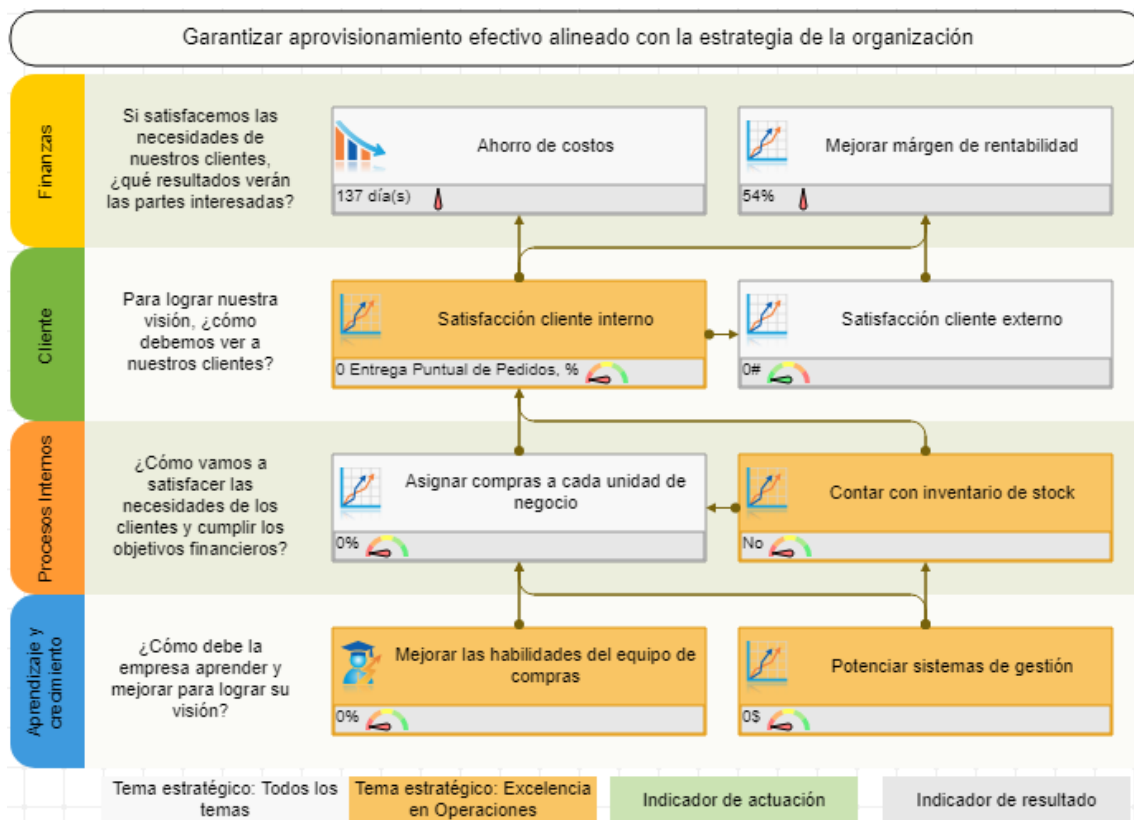 Garantizar aprovisionamiento efectivo alineado con la estrategia de la organización
Finanzas
Si satisfacemos las
necesidades de
nuestros clientes,
¿qué resultados verán
las partes interesadas?
Ahorro de costos
137 día(s)
Mejorar márgen de rentabilidad
54%
Cliente
Para lograr nuestra
visión, ¿cómo
debemos ver a
nuestros clientes?
Satisfacción cliente interno
0 Entrega Puntual de Pedidos, %
Satisfacción cliente externo
0#
Procesos Internos
¿Cómo vamos a
satisfacer las
necesidades de los
clientes y cumplir los
objetivos financieros?
Asignar compras a cada unidad de
negocio
0%
Contar con inventario de stock
No
Aprendizaje y
crecimiento
¿Cómo debe la
empresa aprender y
mejorar para lograr su
visión?
Mejorar las habilidades del equipo de
compras
0%
Potenciar sistemas de gestión
0$
Tema estratégico: Todos los
temas
Tema estratégico: Excelencia
en Operaciones
Indicador de actuación
Indicador de resultado